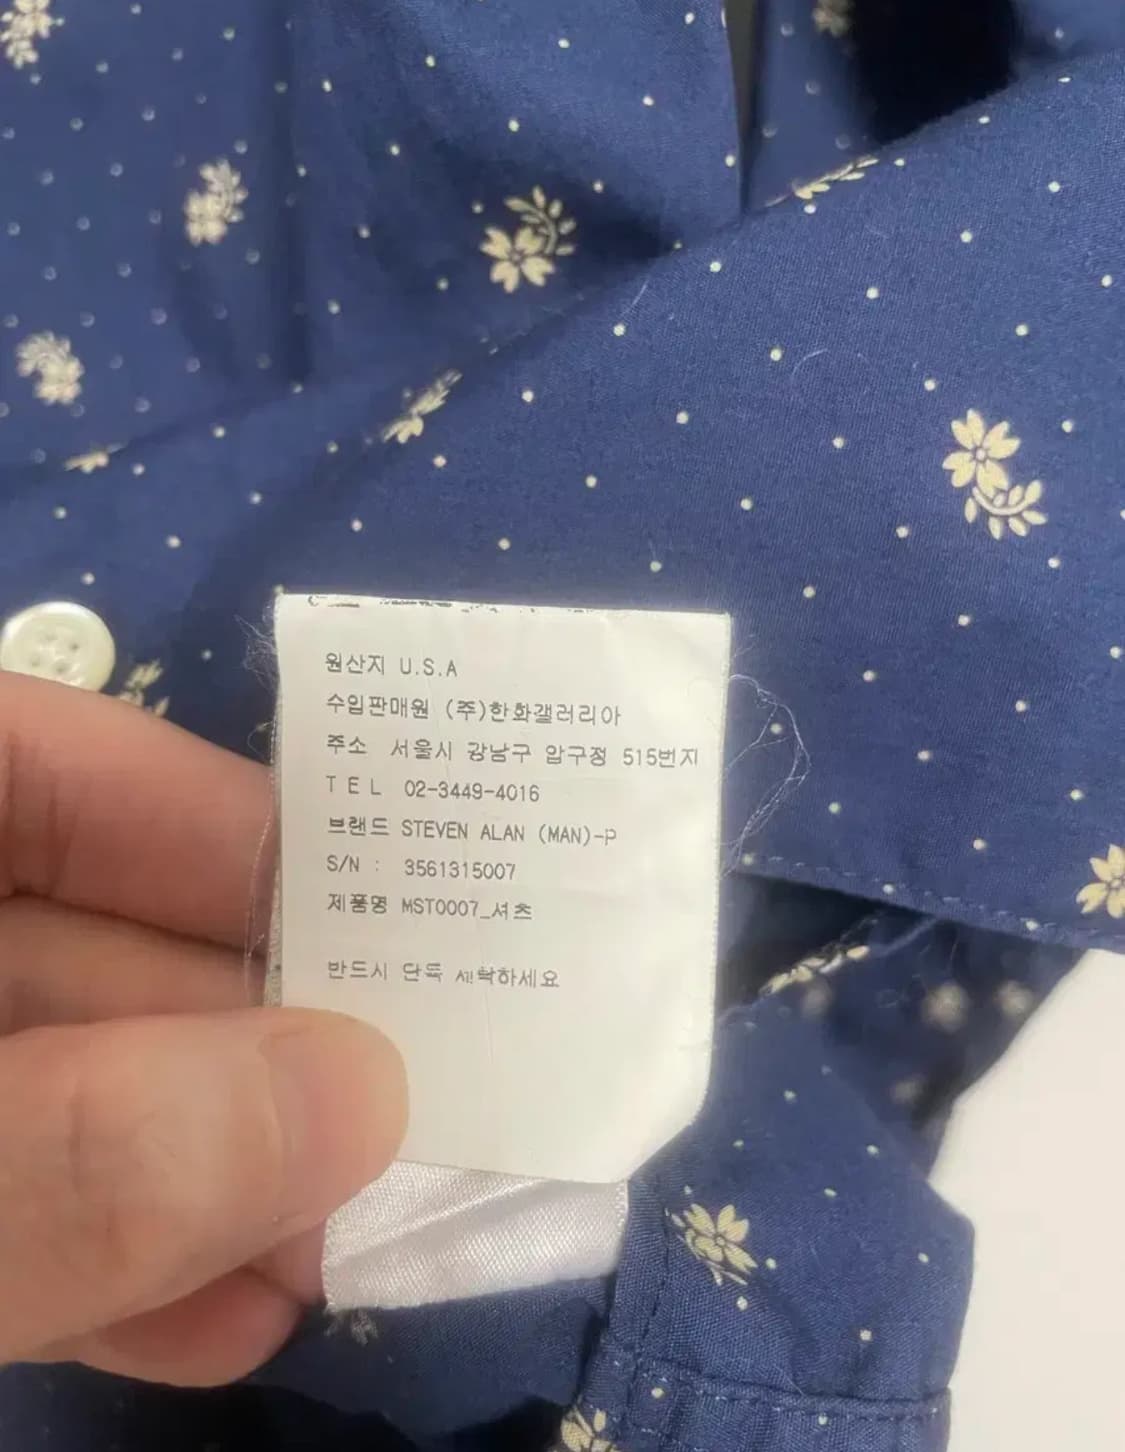 원산지 U.S.A
수입판매원 (주)한화갤러리아
주소 서울시 강남구 압구정 515번지
TEL 02-3449-4016
브랜드 STEVEN ALAN (MAN)-P
S/N : 3561315007
제품명 MST0007_셔츠
반드시 단독 세탁하세요